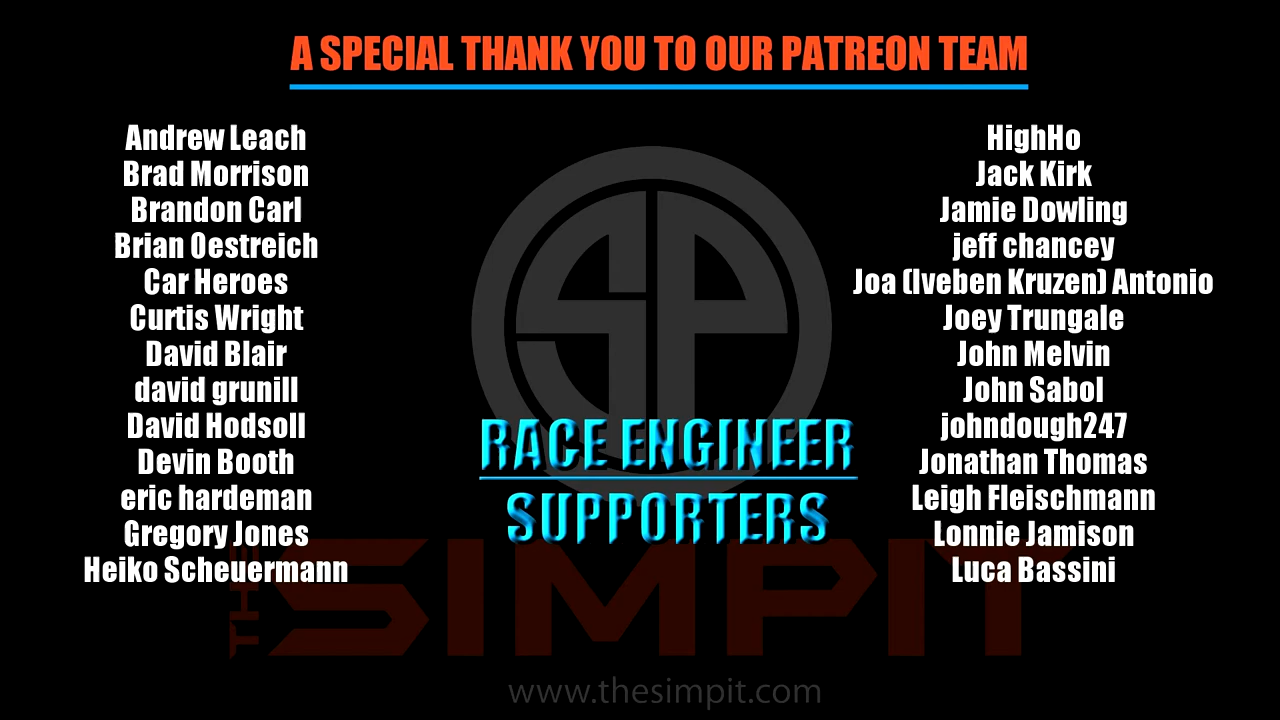 A SPECIAL THANK YOU TO OUR PATREON TEAM
Andrew Leach
Brad Morrison
Brandon Carl
Brian Oestreich
Car Heroes
Curtis Wright
David Blair
david grunill
David Hodsoll
Devin Booth
eric hardeman
Gregory Jones
Heiko Scheuermann
SP
RACE ENGINEER
SUPPORTERS
HighHo
Jack Kirk
Jamie Dowling
jeff chancey
Joa (Iveben Kruzen) Antonio
Joey Trungale
John Melvin
John Sabol
johndough247
Jonathan Thomas
Leigh Fleischmann
Lonnie Jamison
Luca Bassini
THE SIMPIT
www.thesimpit.com